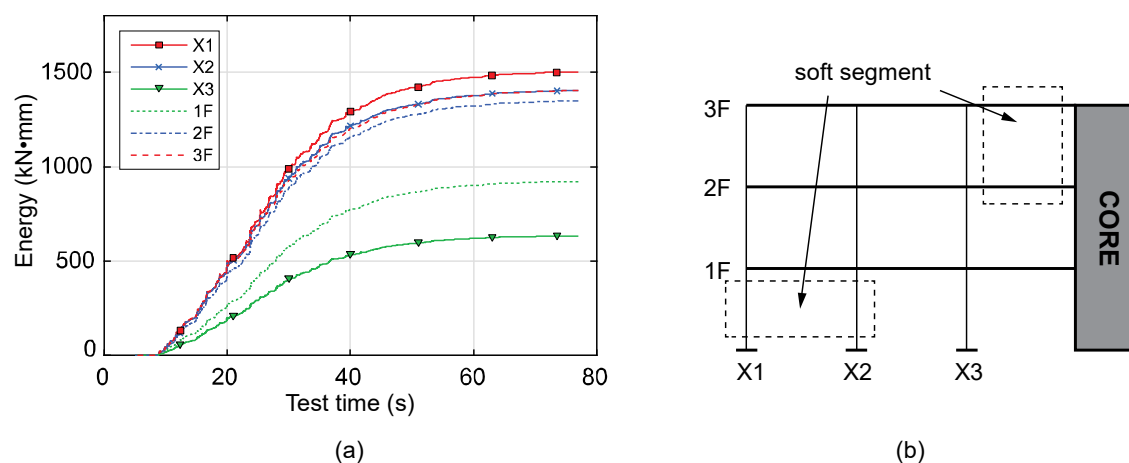 Energy (kN•mm)
1500
1000
500
0
X1
X2
X3
1F
2F
3F
0
20
40
60
80
Test time (s)
(a)
soft segment
3F
2F
1F
CORE
X1
X2
X3
(b)